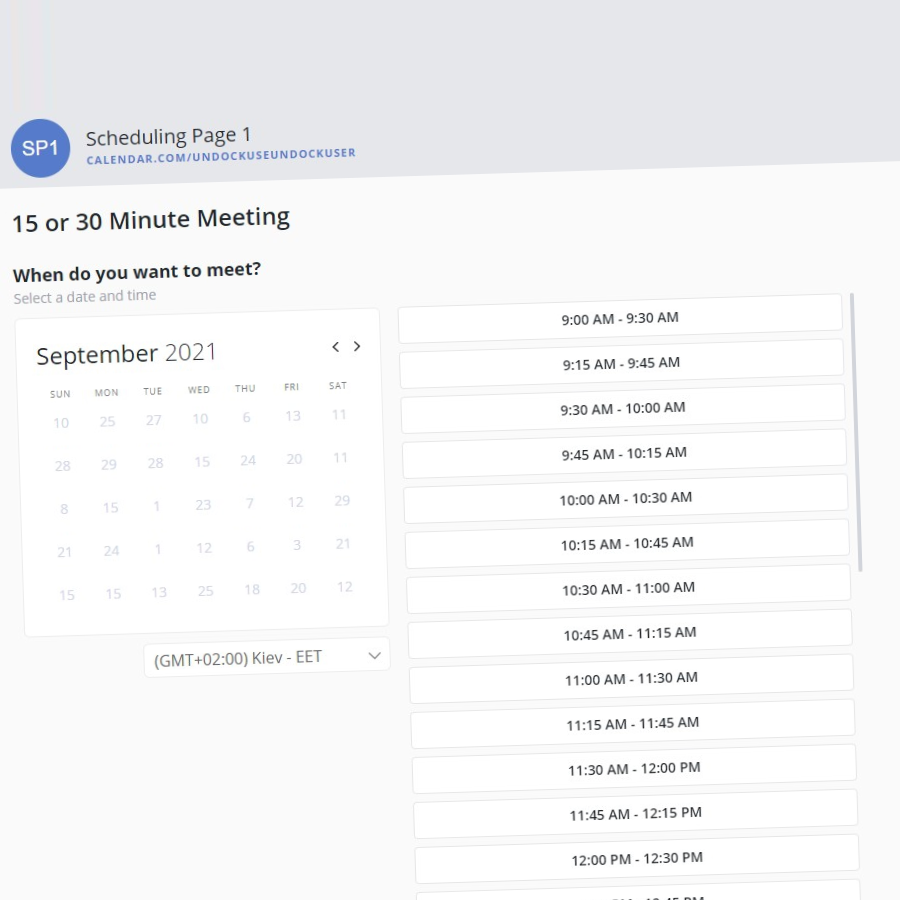 SP1
Scheduling Page 1
CALENDAR.COM/UNDOCKUSEUNDOCKUSER
15 or 30 Minute Meeting
When do you want to meet?
Select a date and time
September 2021
SUN MON TUE WED THU FRI SAT
10 25 27 10 6 13 11
28 29 28 15 24 20 11
8 15 1 23 7 12 29
21 24 1 12 6 3 21
15 15 13 25 18 20 12
(GMT+02:00) Kiev - EET
9:00 AM - 9:30 AM
9:15 AM - 9:45 AM
9:30 AM - 10:00 AM
9:45 AM - 10:15 AM
10:00 AM - 10:30 AM
10:15 AM - 10:45 AM
10:30 AM - 11:00 AM
10:45 AM - 11:15 AM
11:00 AM - 11:30 AM
11:15 AM - 11:45 AM
11:30 AM - 12:00 PM
11:45 AM - 12:15 PM
12:00 PM - 12:30 PM